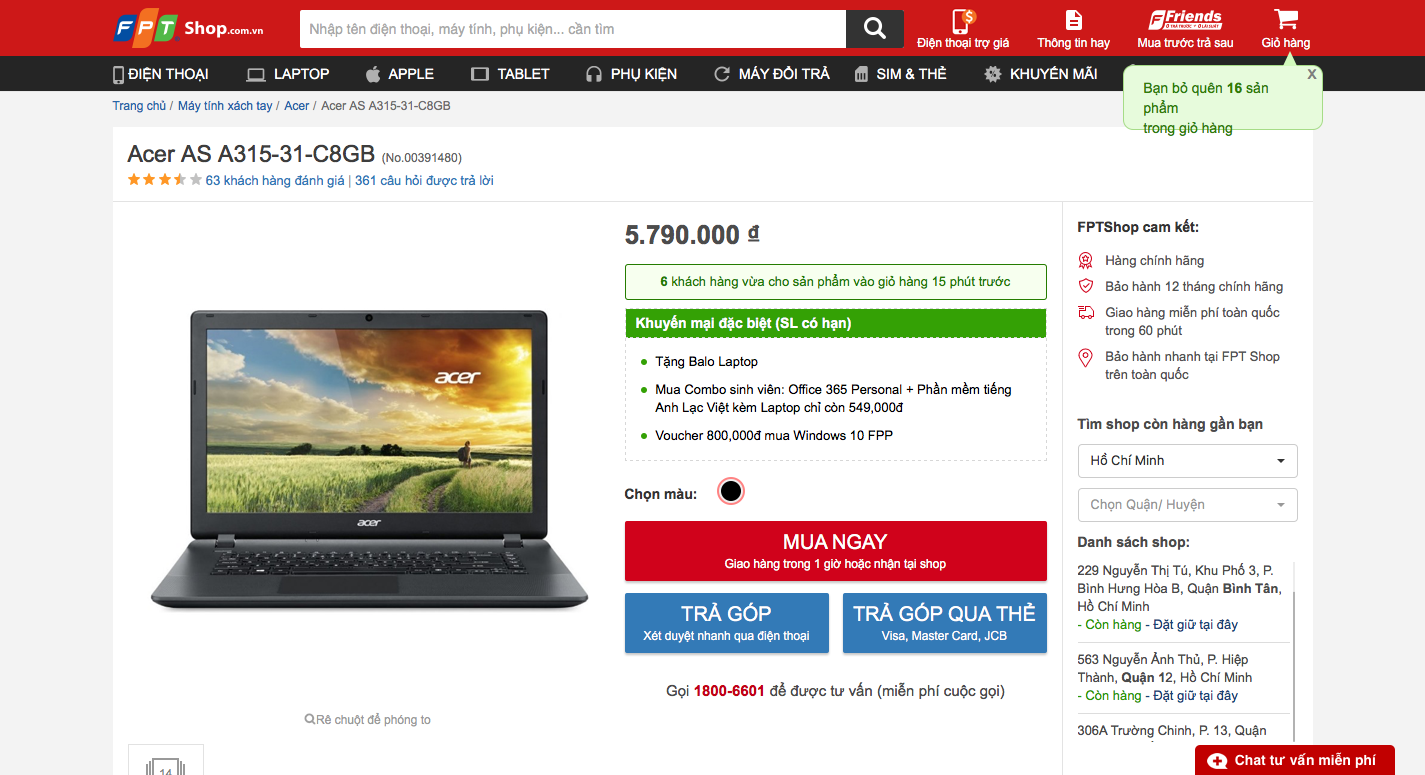 FPT Shop.com.vn
Nhập tên điện thoại, máy tính, phụ kiện... cần tìm
Điện thoại trợ giá
Thông tin hay
Friends
Mua trước trả sau
Giỏ hàng
ĐIỆN THOẠI
LAPTOP
APPLE
TABLET
PHỤ KIỆN
MÁY ĐỔI TRẢ
SIM & THẺ
KHUYẾN MÃI
X
Bạn bỏ quên 16 sản
phẩm
trong giỏ hàng
Trang chủ / Máy tính xách tay / Acer / Acer AS A315-31-C8GB
Acer AS A315-31-C8GB (No.00391480)
63 khách hàng đánh giá | 361 câu hỏi được trả lời
acer
acer
Rê chuột để phóng to
14
5.790.000 ₫
6 khách hàng vừa cho sản phẩm vào giỏ hàng 15 phút trước
Khuyến mại đặc biệt (SL có hạn)
Tặng Balo Laptop
Mua Combo sinh viên: Office 365 Personal + Phần mềm tiếng
Anh Lạc Việt kèm Laptop chỉ còn 549,000đ
Voucher 800,000đ mua Windows 10 FPP
Chọn màu:
MUA NGAY
Giao hàng trong 1 giờ hoặc nhận tại shop
TRẢ GÓP
Xét duyệt nhanh qua điện thoại
TRẢ GÓP QUA THẺ
Visa, Master Card, JCB
Gọi 1800-6601 để được tư vấn (miễn phí cuộc gọi)
FPTShop cam kết:
Hàng chính hãng
Bảo hành 12 tháng chính hãng
Giao hàng miễn phí toàn quốc
trong 60 phút
Bảo hành nhanh tại FPT Shop
trên toàn quốc
Tìm shop còn hàng gần bạn
Hồ Chí Minh
Chọn Quận/ Huyện
Danh sách shop:
229 Nguyễn Thị Tú, Khu Phố 3, P.
Bình Hưng Hòa B, Quận Bình Tân,
Hồ Chí Minh
- Còn hàng - Đặt giữ tại đây
563 Nguyễn Ảnh Thủ, P. Hiệp
Thành, Quận 12, Hồ Chí Minh
- Còn hàng - Đặt giữ tại đây
306A Trường Chinh, P. 13, Quận
Chat tư vấn miễn phí